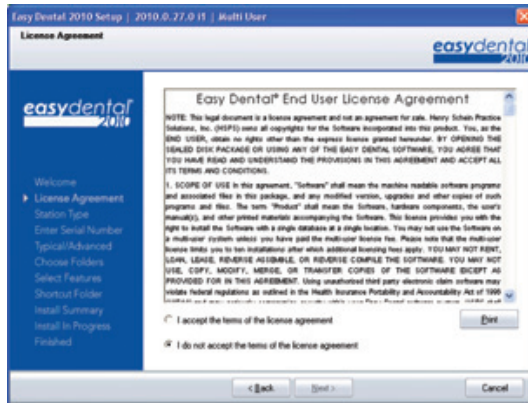 Easy Dental 2010 Setup | 2010.0.27.0 i1 | Multi User
License Agreement
easydental
2010
easydental
2010
Welcome
License Agreement
Station Type
Enter Serial Number
Typical/Advanced
Choose Folders
Select Features
Shortcut Folder
Install Summary
Install In Progress
Finished
Easy Dental® End User License Agreement
NOTE: This legal document is a license agreement and not an agreement for sale. Henry Schein Practice
Solutions, Inc. (HSPS) owns all copyrights for the Software incorporated into this product. You, as the
END USER, obtain no rights other than the express license granted hereunder. BY OPENING THE
SEALED DISK PACKAGE OR USING ANY OF THE EASY DENTAL SOFTWARE, YOU AGREE THAT
YOU HAVE READ AND UNDERSTAND THE PROVISIONS IN THIS AGREEMENT AND ACCEPT ALL
ITS TERMS AND CONDITIONS.
1. SCOPE OF USE In this agreement, "Software" shall mean the machine readable software programs
and associated files in this package, and any modified version, upgrades and other copies of such
programs and files. The term "Product" shall mean the Software, hardware components, the user's
manual(s), and other printed materials accompanying the Software. This license provides you with the
right to install the Software with a single database at a single location. You may not use the Software on
a multi-user system unless you have paid the multi-user license fee. Please note that the multi-user
license limits you to ten installations after which additional licensing fees apply. YOU MAY NOT RENT,
LOAN, LEASE, REVERSE ASSEMBLE, OR REVERSE COMPILE THE SOFTWARE. YOU MAY NOT
USE, COPY, MODIFY, MERGE, OR TRANSFER COPIES OF THE SOFTWARE EXCEPT AS
PROVIDED FOR IN THIS AGREEMENT. Using unauthorized third party electronic claim software may
violate federal regulations as outlined in the Health Insurance Portability and Accountability Act of 1996
I accept the terms of the license agreement
Print
I do not accept the terms of the license agreement
< Back
Next >
Cancel